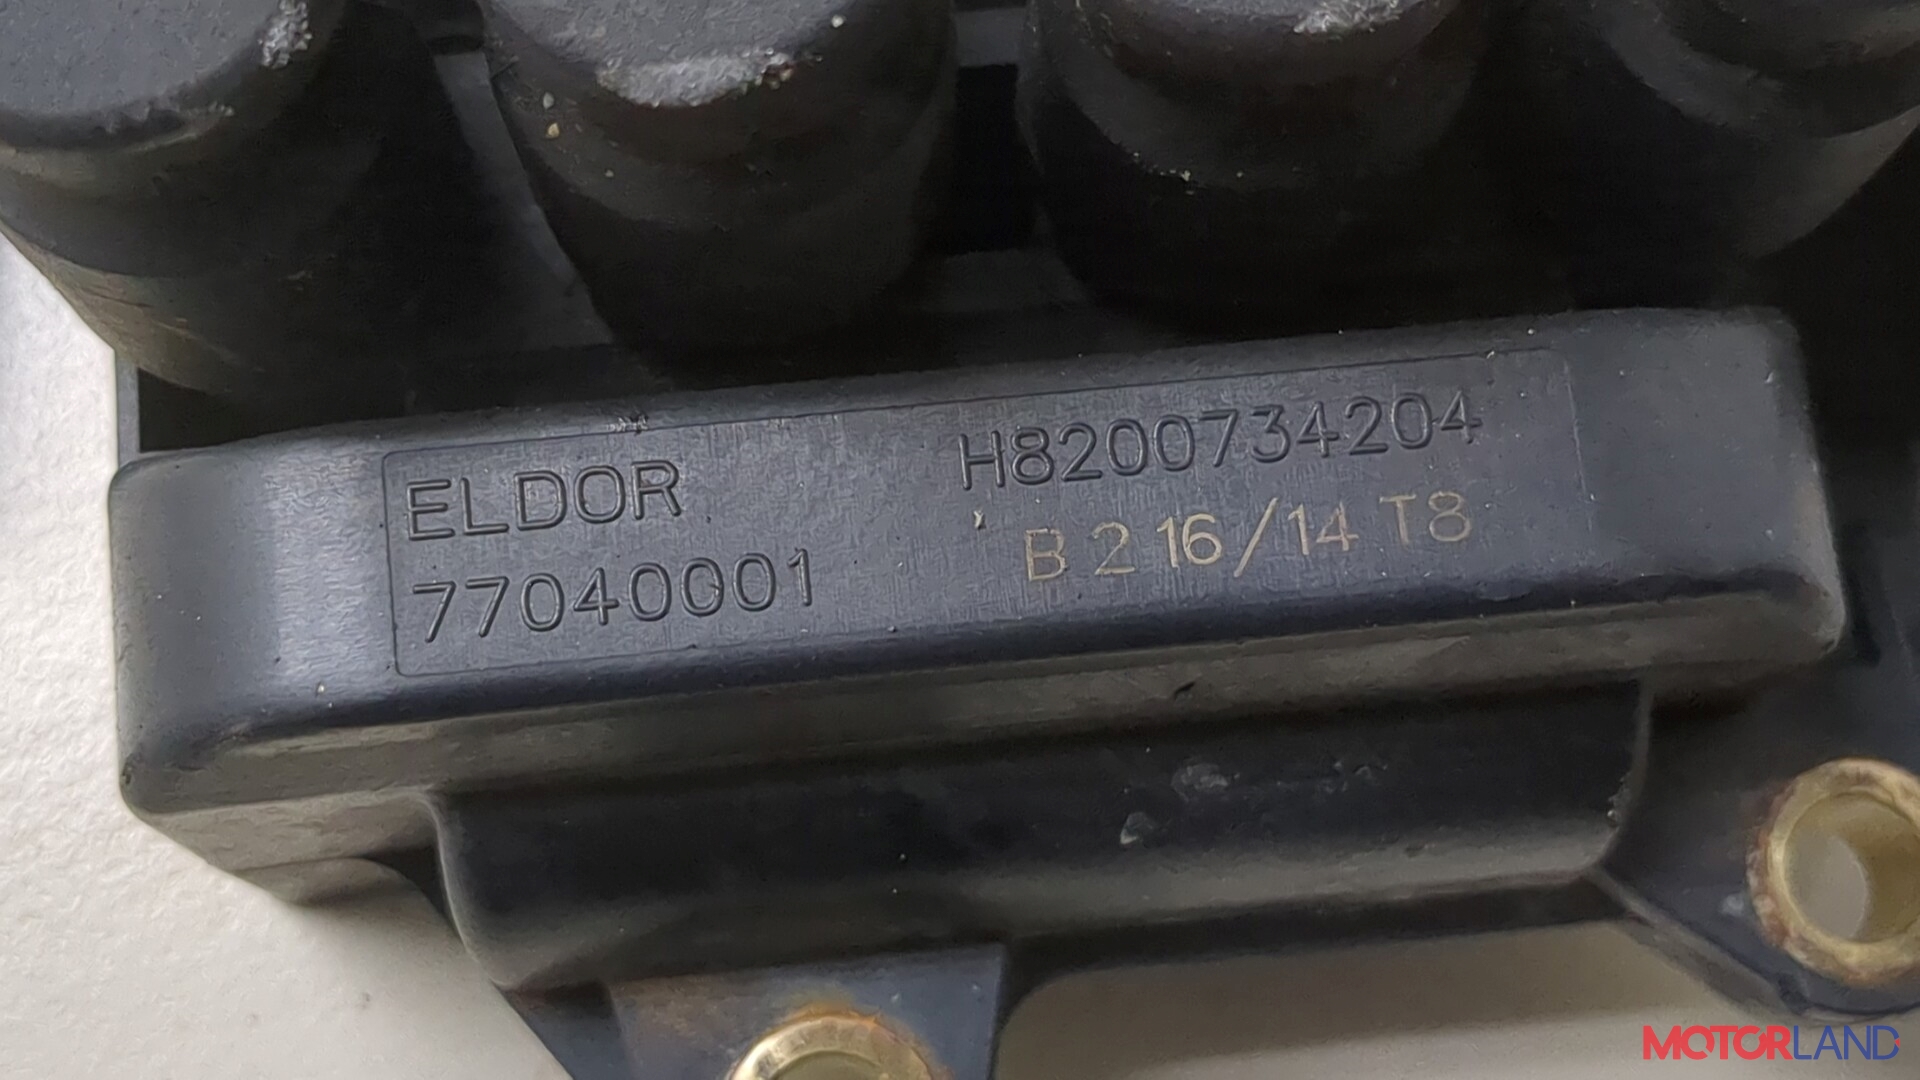 ELDOR H8200734204
77040001 B 2 16/14 T8
MOTORLAND